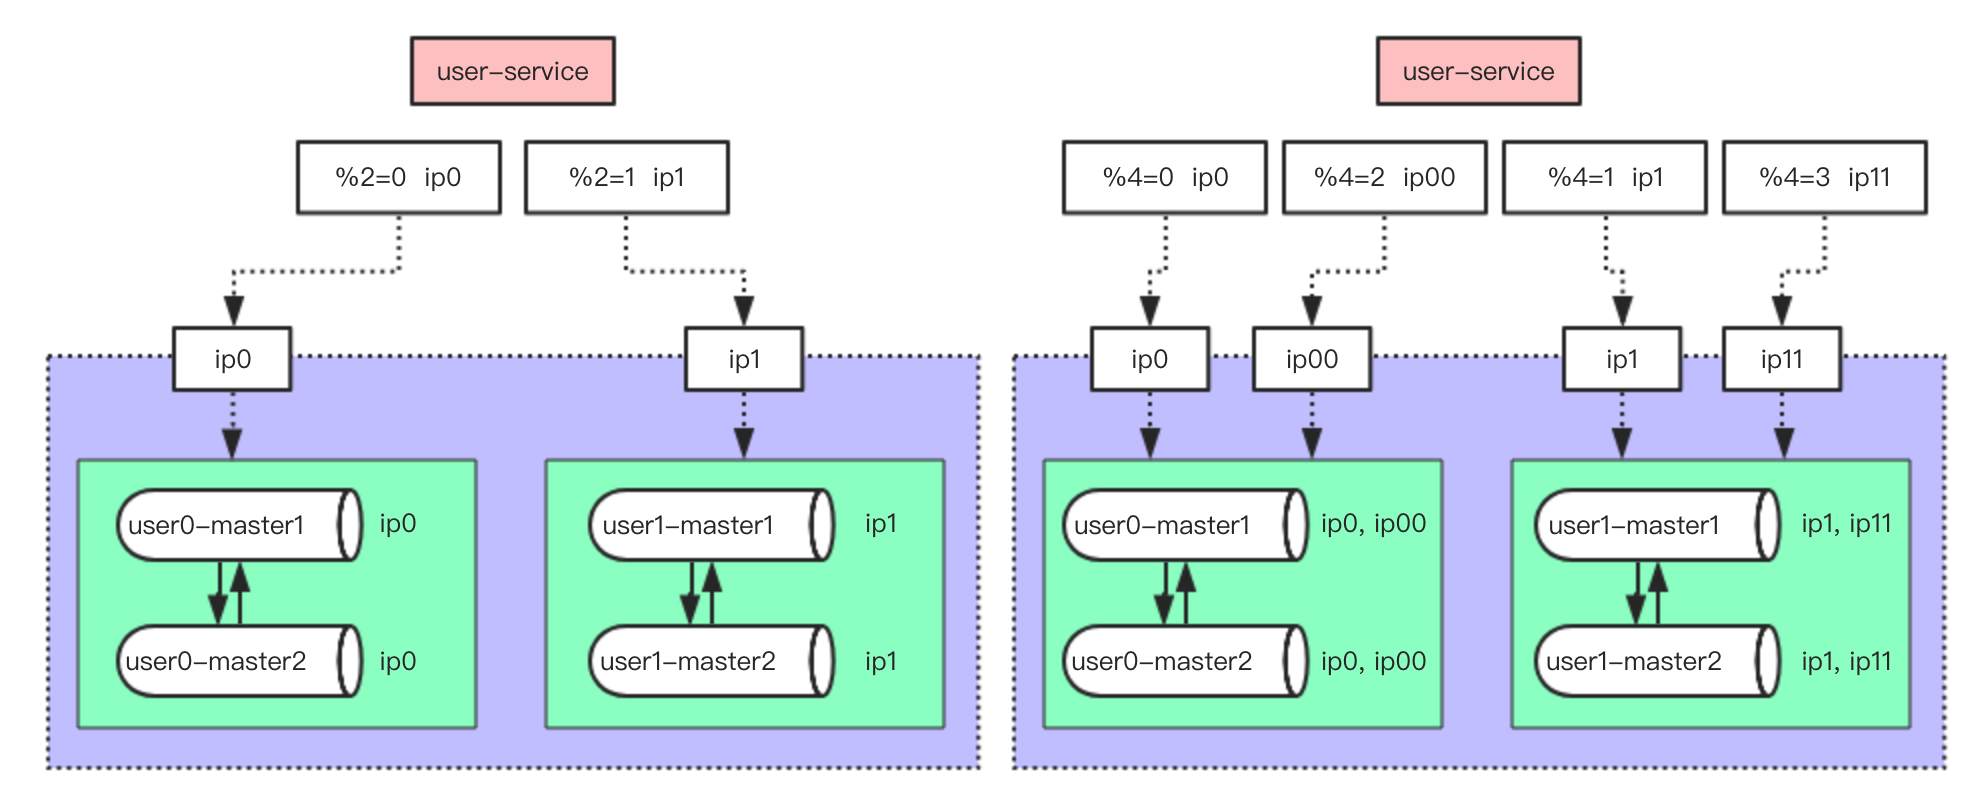 user–service
%2=0 ip0
%2=1 ip1
ip0
ip1
user0–master1
ip0
user0–master2
ip0
user1–master1
ip1
user1–master2
ip1
user–service
%4=0 ip0
%4=2 ip00
%4=1 ip1
%4=3 ip11
ip0
ip00
ip1
ip11
user0–master1
ip0, ip00
user0–master2
ip0, ip00
user1–master1
ip1, ip11
user1–master2
ip1, ip11